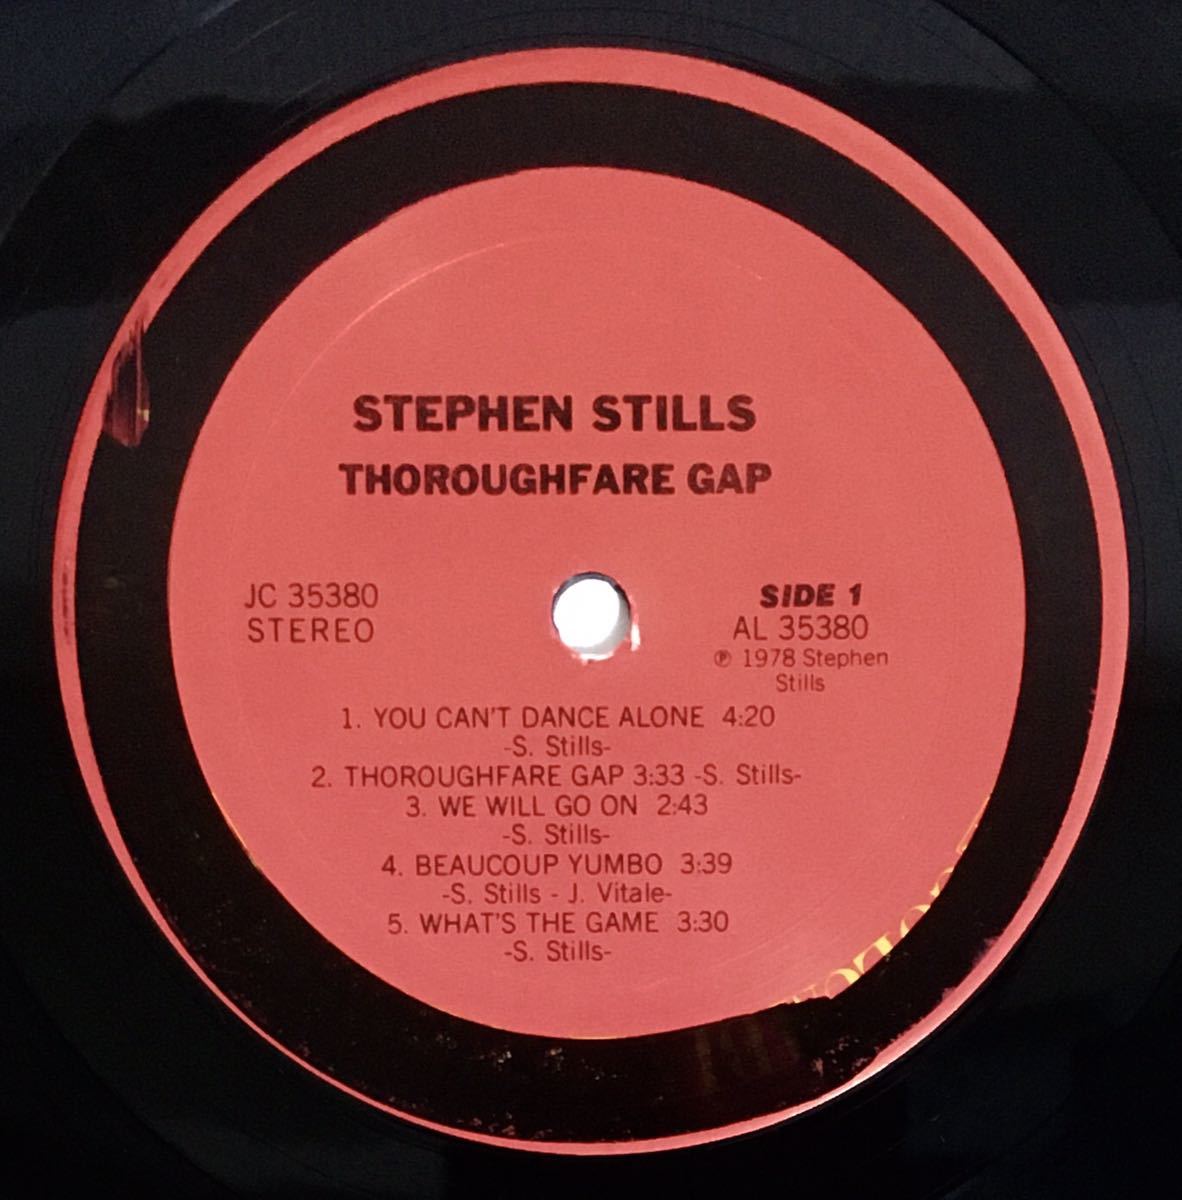 STEPHEN STILLS
THOROUGHFARE GAP
JC 35380
STEREO
SIDE 1
AL 35380
℗ 1978 Stephen
Stills
1. YOU CAN'T DANCE ALONE 4:20
-S. Stills-
2. THOROUGHFARE GAP 3:33 -S. Stills-
3. WE WILL GO ON 2:43
-S. Stills-
4. BEAUCOUP YUMBO 3:39
-S. Stills - J. Vitale-
5. WHAT'S THE GAME 3:30
-S. Stills-